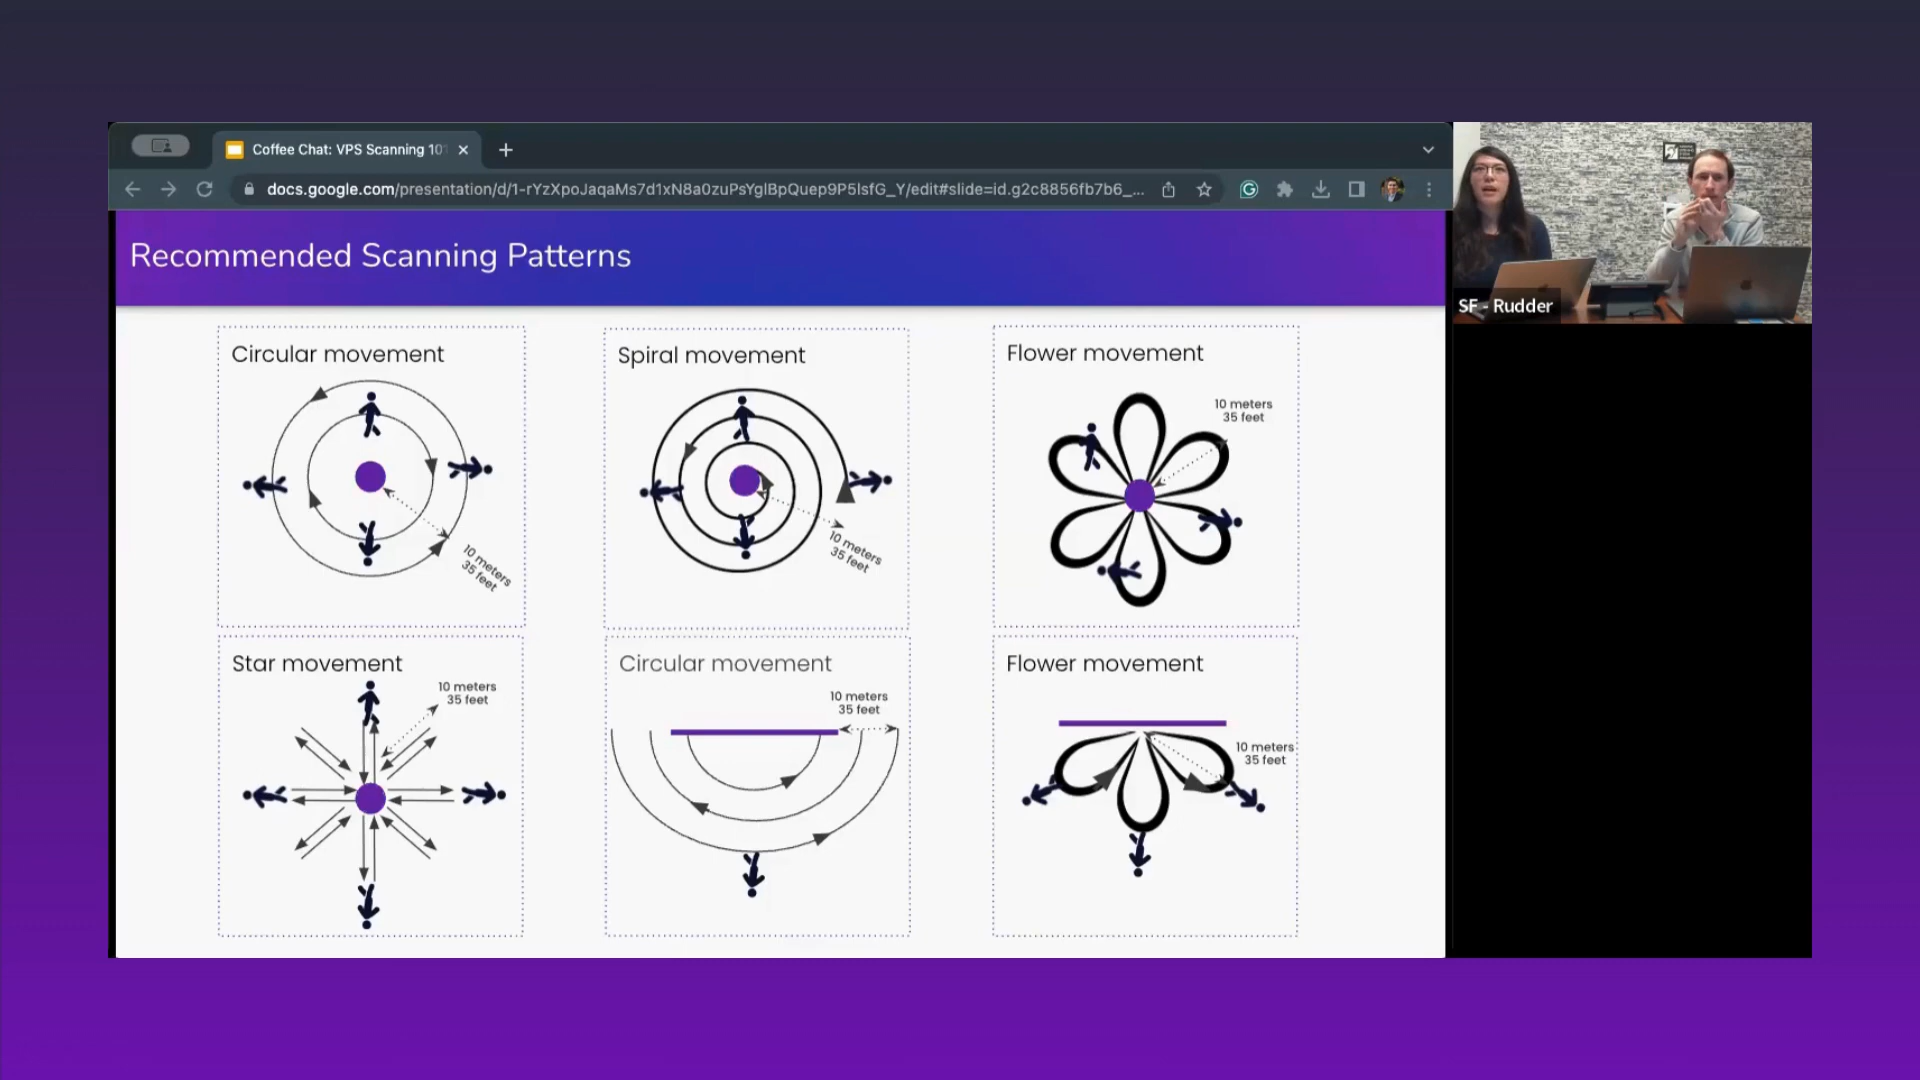 Coffee Chat: VPS Scanning 10
docs.google.com/presentation/d/1-rYzXpoJaqaMs7d1xN8a0zuPsYglBpQuep9P5lsfG_Y/edit#slide=id.g2c8856fb7b6_...
Recommended Scanning Patterns
SF - Rudder
Circular movement
10 meters
35 feet
Spiral movement
10 meters
35 feet
Flower movement
10 meters
35 feet
Star movement
10 meters
35 feet
Circular movement
10 meters
35 feet
Flower movement
10 meters
35 feet